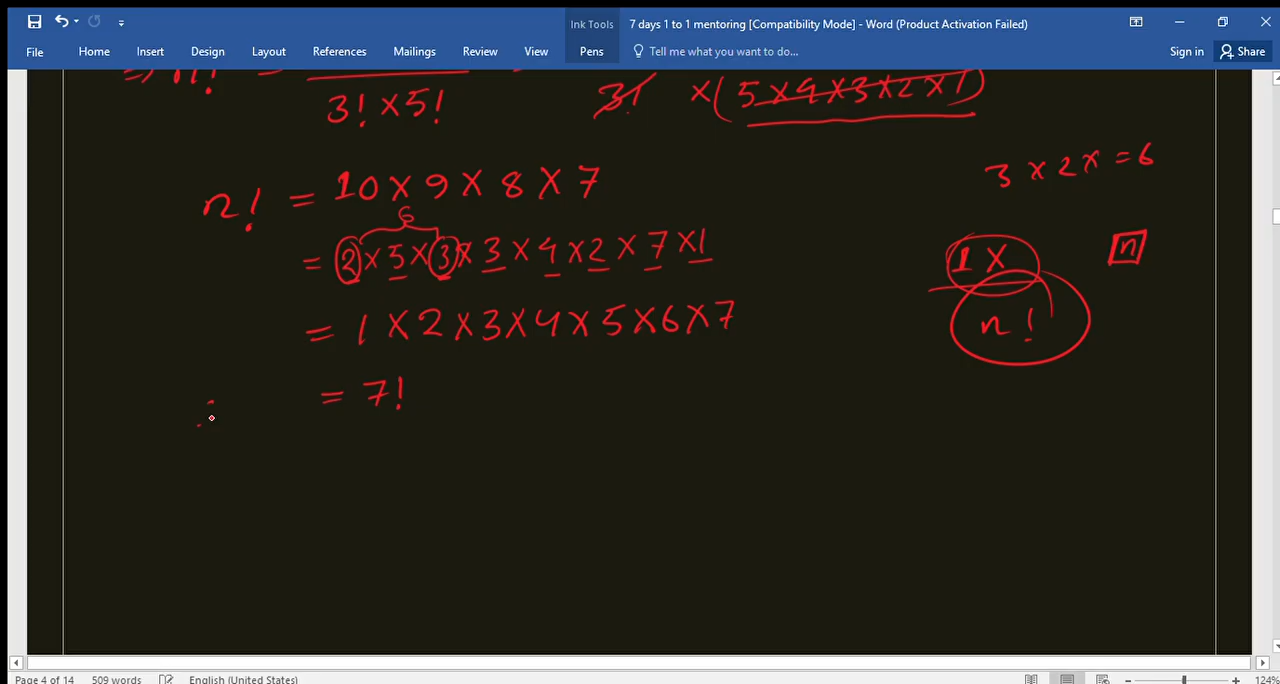 Ink Tools
7 days 1 to 1 mentoring [Compatibility Mode] - Word (Product Activation Failed)
File Home Insert Design Layout References Mailings Review View Pens Tell me what you want to do... Sign in Share
=> n! =
3! × 5! 3! × (5×4×3×2×1)
3 × 2 × = 6
n! = 10 × 9 × 8 × 7
6
= 2 × 5 × 3 × 3 × 4 × 2 × 7 × 1
1 × n
= 1 × 2 × 3 × 4 × 5 × 6 × 7
n!
= 7!
Page 4 of 14 509 words English (United States) 124%